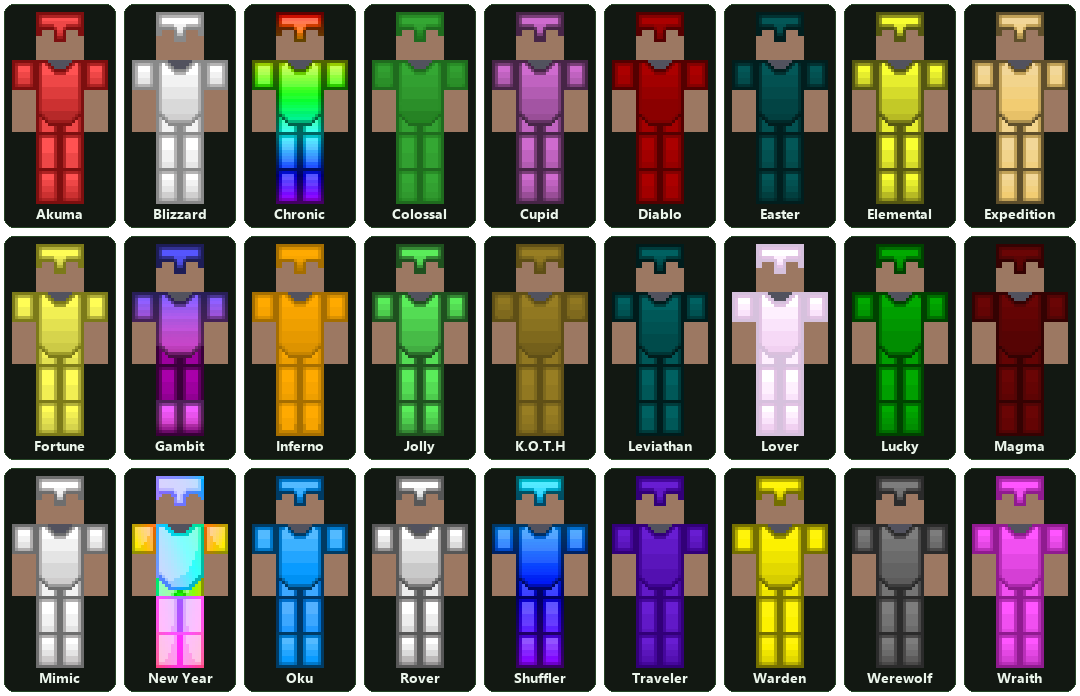 Akuma
Blizzard
Chronic
Colossal
Cupid
Diablo
Easter
Elemental
Expedition
Fortune
Gambit
Inferno
Jolly
K.O.T.H
Leviathan
Lover
Lucky
Magma
Mimic
New Year
Oku
Rover
Shuffler
Traveler
Warden
Werewolf
Wraith